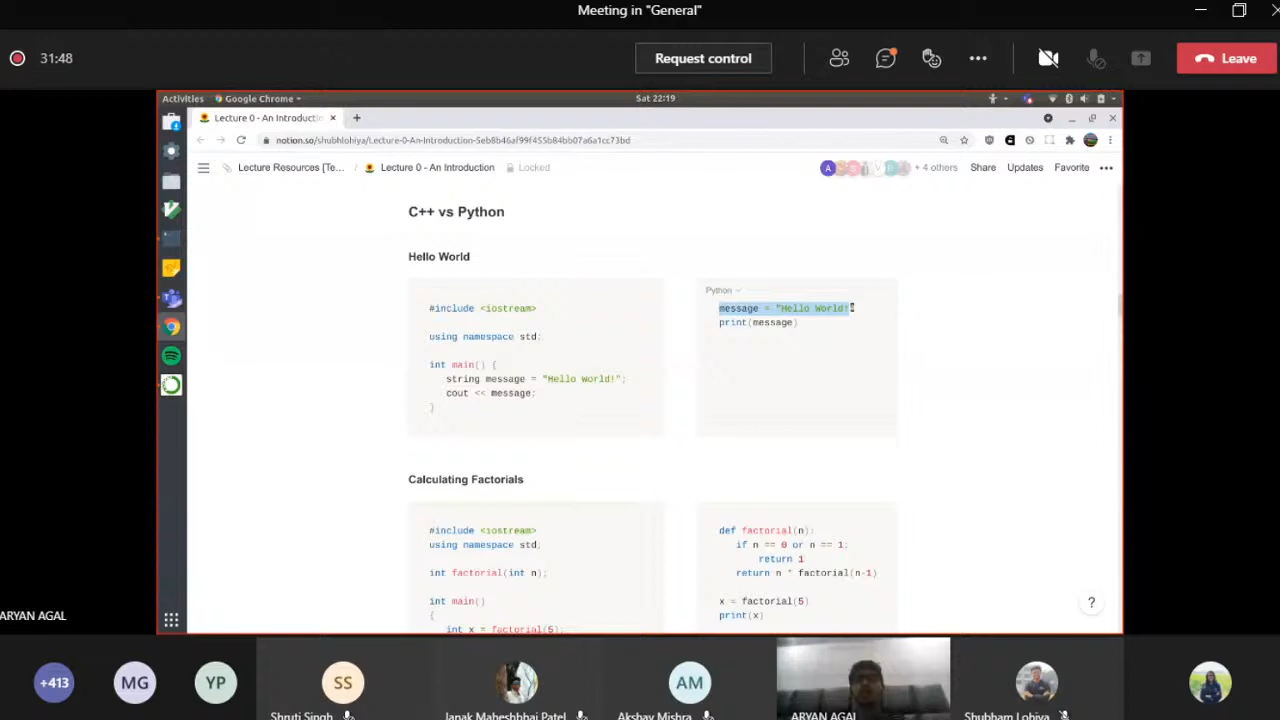 Meeting in "General"
31:48
Request control
Leave
Activities
Google Chrome
Sat 22:19
Lecture 0 - An Introductio
notion.so/shubhlohiya/Lecture-0-An-Introduction-
Lecture Resources [Te... / Lecture 0 - An Introduction Locked
A S V P + 4 others Share Updates Favorite
C++ vs Python
Hello World
Python
#include <iostream>
using namespace std;
int main() {
string message = "Hello World!";
cout << message;
}
message = "Hello World!
print(message)
Calculating Factorials
#include <iostream>
using namespace std;
int factorial(int n);
int main()
{
int x = factorial(5);
def factorial(n):
if n == 0 or n == 1:
return 1
return n * factorial(n-1)
x = factorial(5)
print(x)
?
ARYAN AGAL
+413
MG
YP
SS
Shruti Singh
Janak Maheshbhai Patel
AM
Akshay Mishra
ARYAN AGAL
Shubham Lohiya